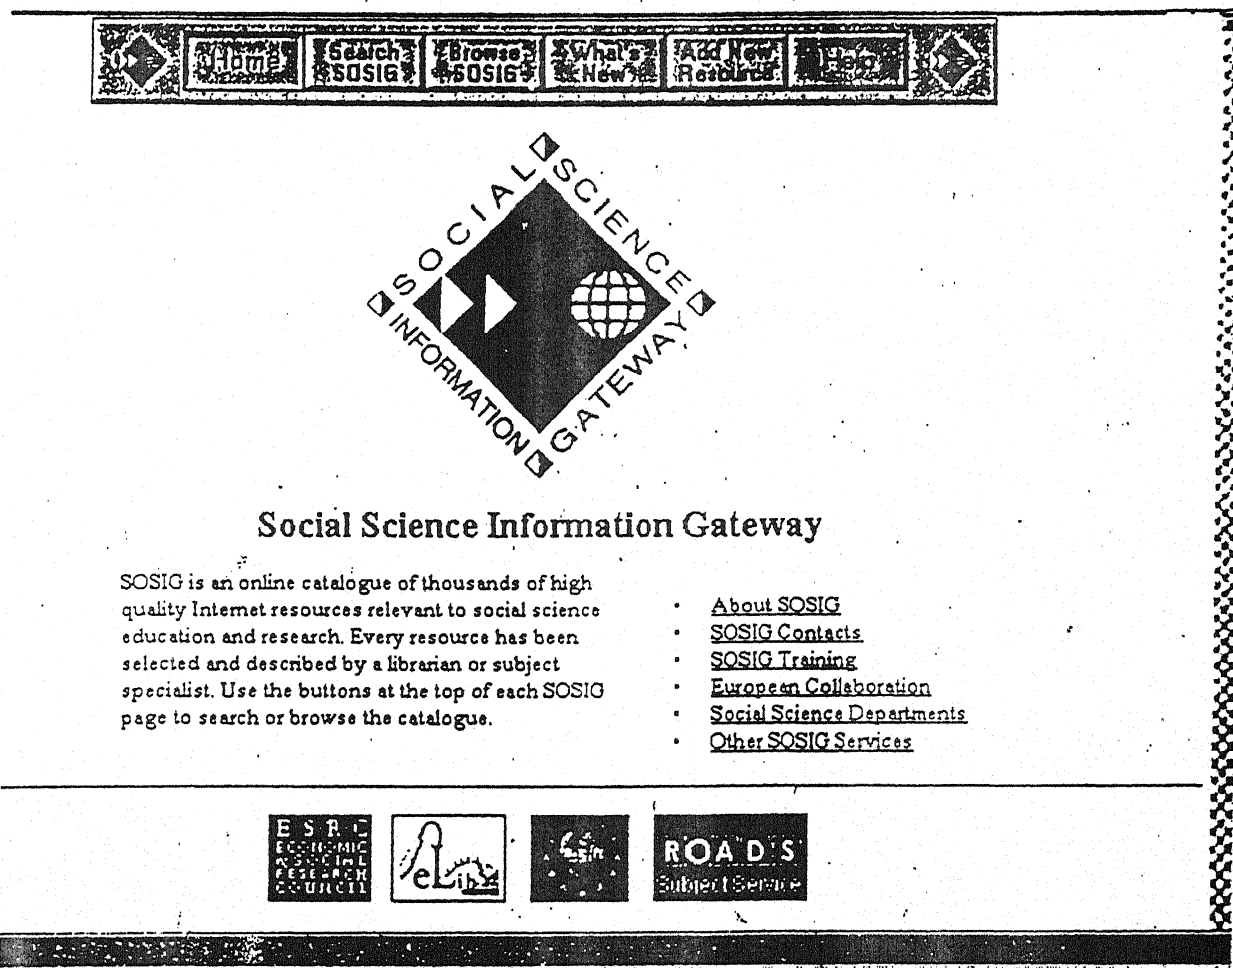 Home
Search SOSIG
Browse SOSIG
What's New
Add New Resource
Help
SOCIAL SCIENCE
INFORMATION GATEWAY
Social Science Information Gateway
SOSIG is an online catalogue of thousands of high
quality Internet resources relevant to social science
education and research. Every resource has been
selected and described by a librarian or subject
specialist. Use the buttons at the top of each SOSIG
page to search or browse the catalogue.
• About SOSIG
• SOSIG Contacts
• SOSIG Training
• European Collaboration
• Social Science Departments
• Other SOSIG Services
ESRC
ECONOMIC
& SOCIAL
RESEARCH
COUNCIL
eLib
ROADS
Subject Service